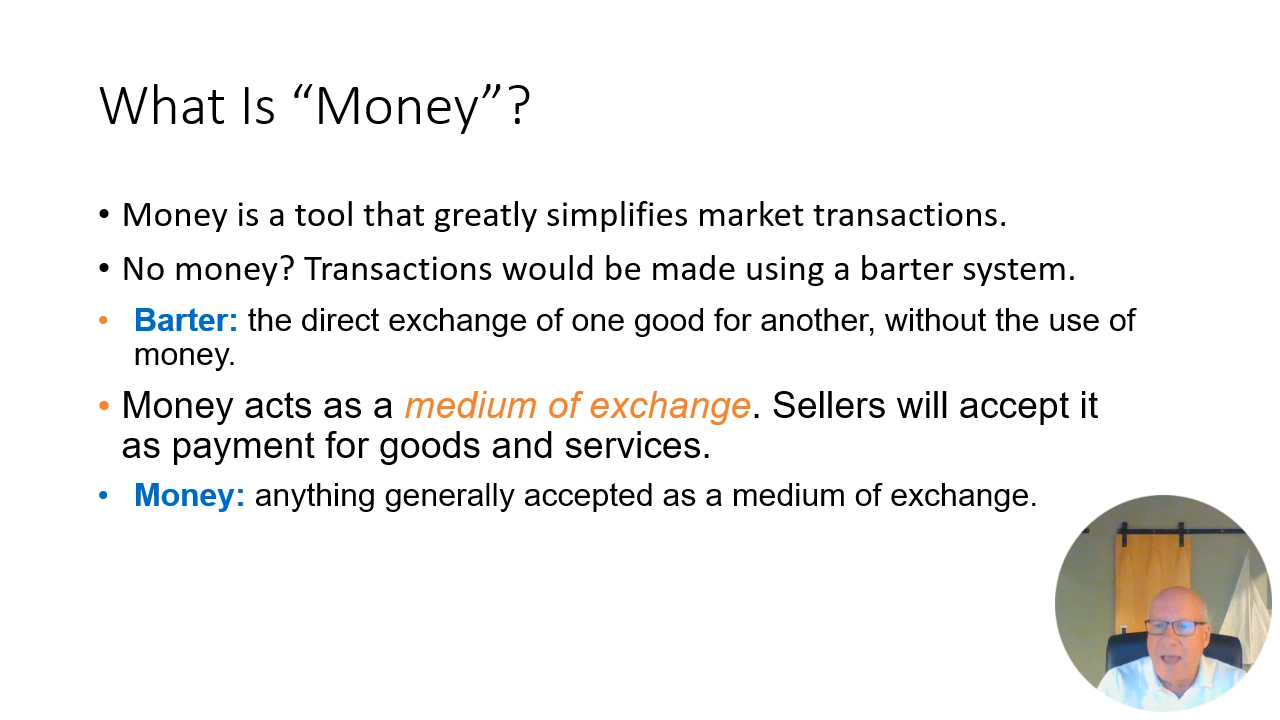 What Is “Money”?
• Money is a tool that greatly simplifies market transactions.
• No money? Transactions would be made using a barter system.
• Barter: the direct exchange of one good for another, without the use of
money.
• Money acts as a medium of exchange. Sellers will accept it
as payment for goods and services.
• Money: anything generally accepted as a medium of exchange.